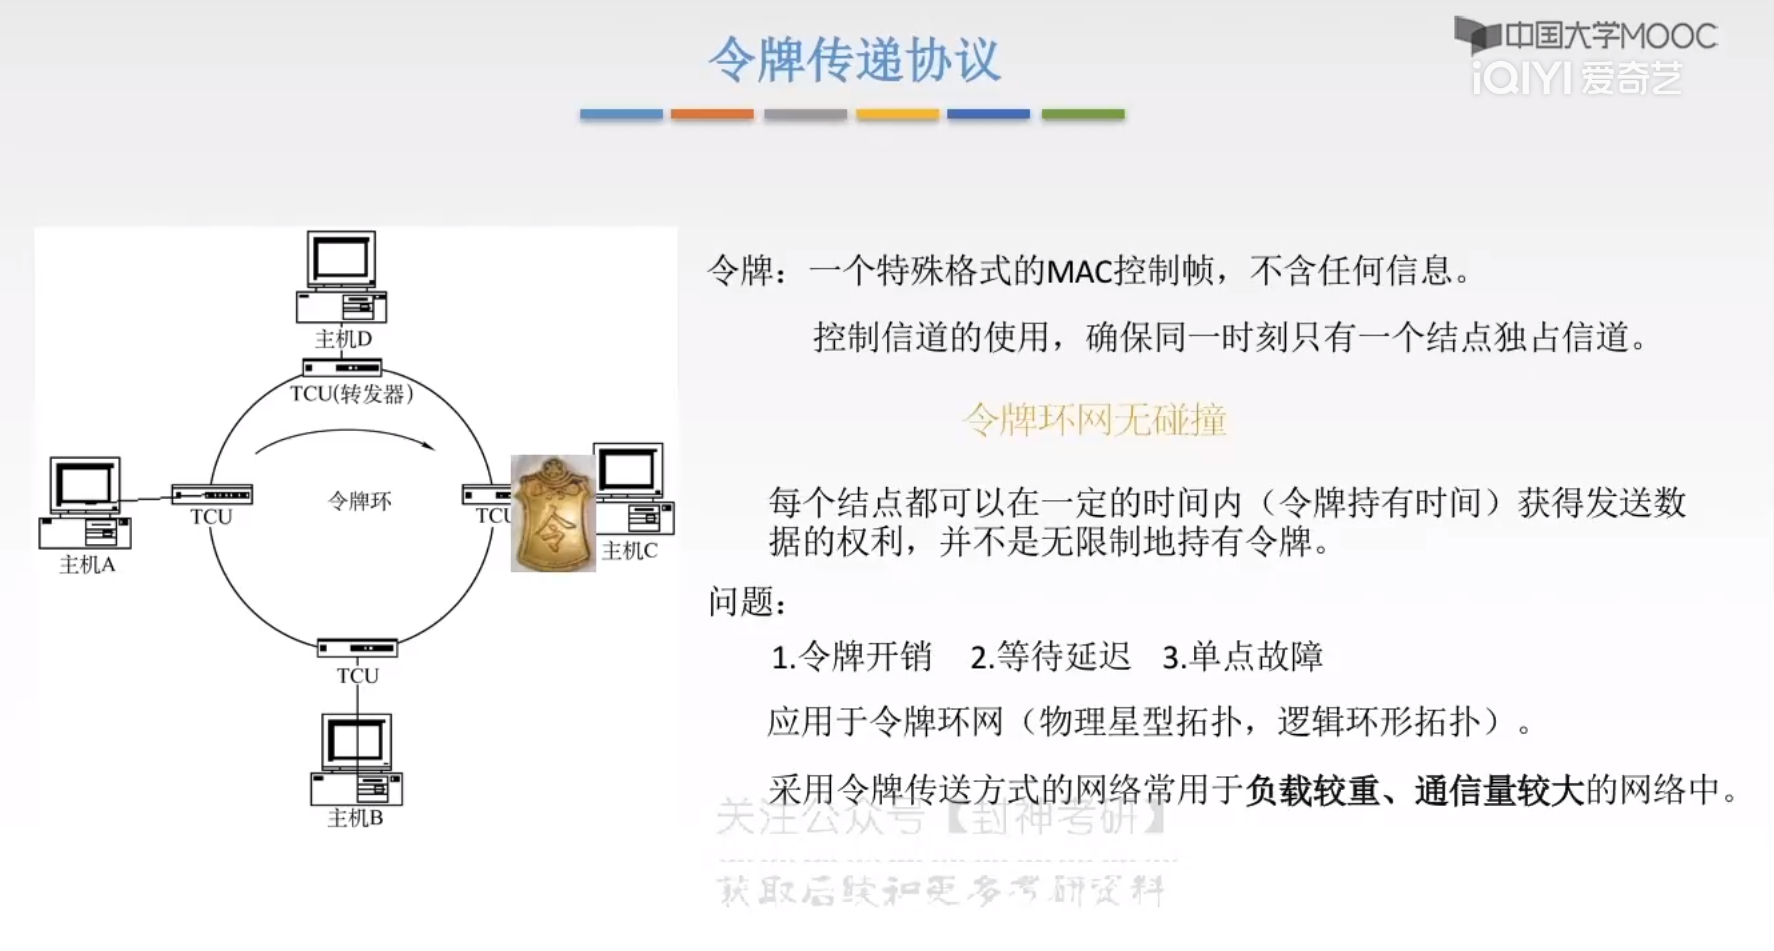 令牌传递协议
中国大学MOOC
iQIYI 爱奇艺
主机D
TCU(转发器)
令牌环
TCU
主机A
TCU
令
主机C
TCU
主机B
令牌：一个特殊格式的MAC控制帧，不含任何信息。
控制信道的使用，确保同一时刻只有一个结点独占信道。
令牌环网无碰撞
每个结点都可以在一定的时间内（令牌持有时间）获得发送数
据的权利，并不是无限制地持有令牌。
问题：
1.令牌开销 2.等待延迟 3.单点故障
应用于令牌环网（物理星型拓扑，逻辑环形拓扑）。
采用令牌传送方式的网络常用于负载较重、通信量较大的网络中。
关注公众号【封神考研】
获取后续和更多考研资料